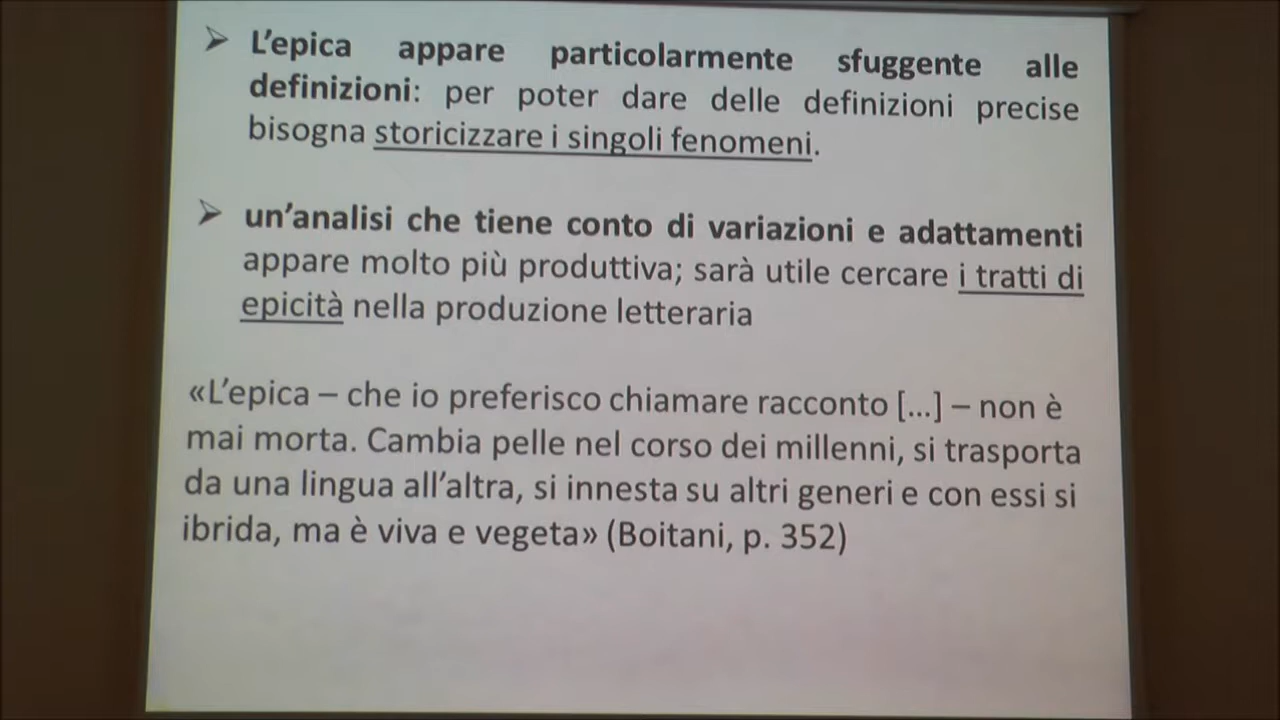 ➢ L'epica appare particolarmente sfuggente alle
definizioni: per poter dare delle definizioni precise
bisogna storicizzare i singoli fenomeni.
➢ un'analisi che tiene conto di variazioni e adattamenti
appare molto più produttiva; sarà utile cercare i tratti di
epicità nella produzione letteraria
«L'epica – che io preferisco chiamare racconto [...] – non è
mai morta. Cambia pelle nel corso dei millenni, si trasporta
da una lingua all'altra, si innesta su altri generi e con essi si
ibrida, ma è viva e vegeta» (Boitani, p. 352)